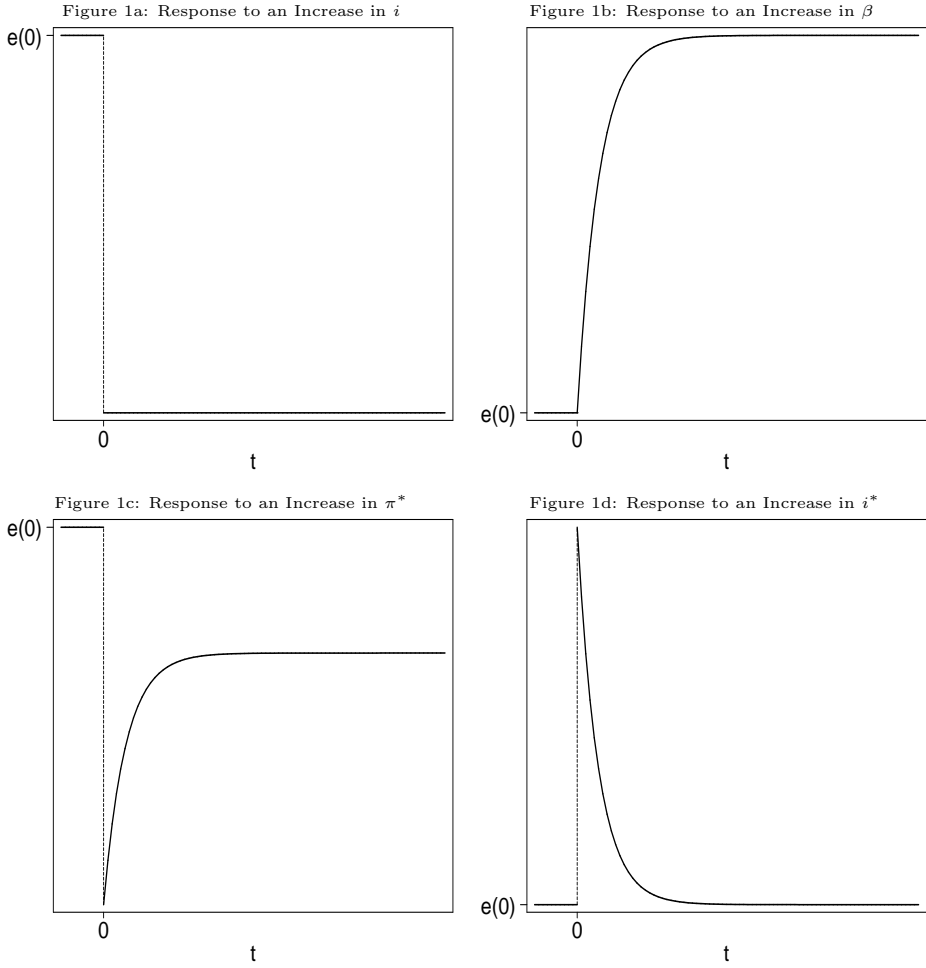 Figure 1a: Response to an Increase in i
e(0)
0
t
Figure 1b: Response to an Increase in β
e(0)
0
t
Figure 1c: Response to an Increase in π*
e(0)
0
t
Figure 1d: Response to an Increase in i*
e(0)
0
t